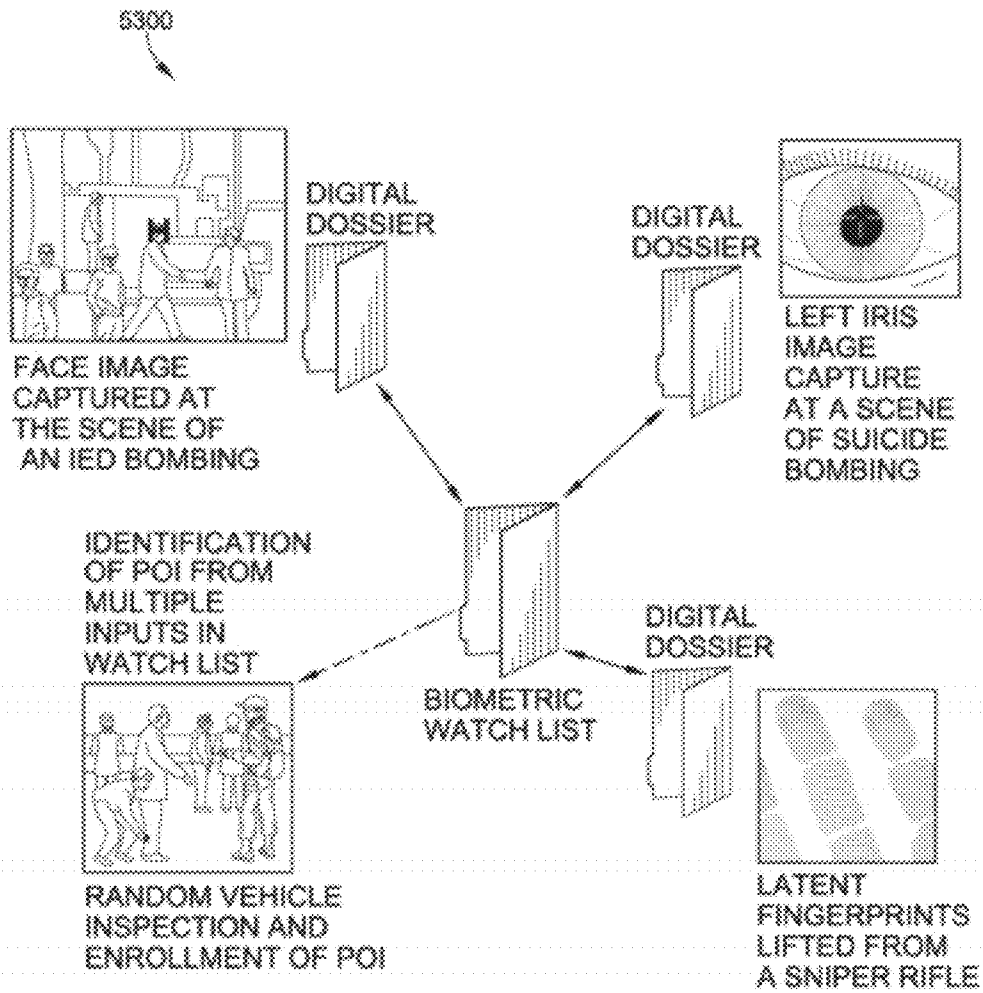 5300
DIGITAL
DOSSIER
FACE IMAGE
CAPTURED AT
THE SCENE OF
AN IED BOMBING
DIGITAL
DOSSIER
LEFT IRIS
IMAGE
CAPTURE
AT A SCENE
OF SUICIDE
BOMBING
IDENTIFICATION
OF POI FROM
MULTIPLE
INPUTS IN
WATCH LIST
BIOMETRIC
WATCH LIST
DIGITAL
DOSSIER
RANDOM VEHICLE
INSPECTION AND
ENROLLMENT OF POI
LATENT
FINGERPRINTS
LIFTED FROM
A SNIPER RIFLE